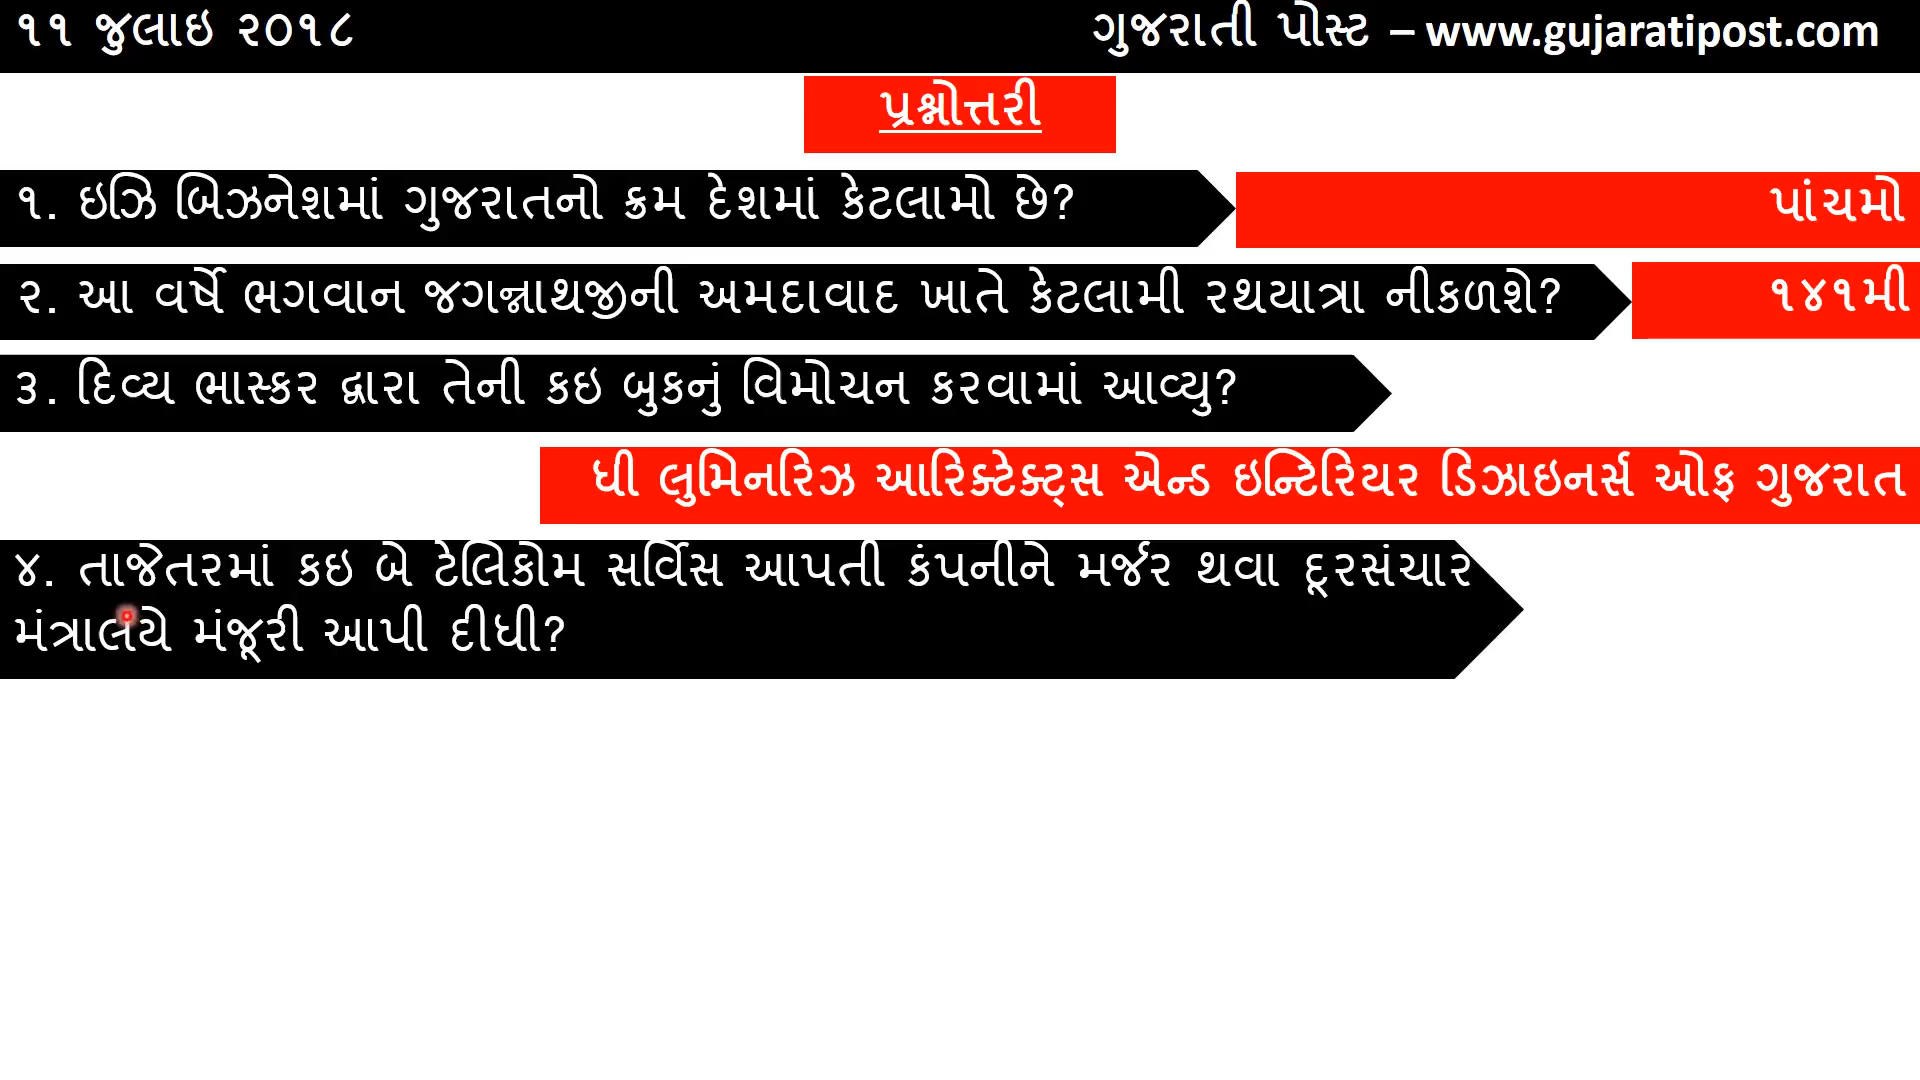 ૧૧ જુલાઇ ૨૦૧૮
ગુજરાતી પોસ્ટ – www.gujaratipost.com
પ્રશ્નોત્તરી
૧. ઇઝિ બિઝનેશમાં ગુજરાતનો ક્રમ દેશમાં કેટલામો છે?
પાંચમો
૨. આ વર્ષે ભગવાન જગન્નાથજીની અમદાવાદ ખાતે કેટલામી રથયાત્રા નીકળશે?
૧૪૧મી
૩. દિવ્ય ભાસ્કર દ્વારા તેની કઇ બુકનું વિમોચન કરવામાં આવ્યુ?
ધી લુમિનરિઝ આરિક્ટેક્ટ્સ એન્ડ ઇન્ટિરિયર ડિઝાઇનર્સ ઓફ ગુજરાત
૪. તાજેતરમાં કઇ બે ટેલિકોમ સર્વિસ આપતી કંપનીને મર્જર થવા દૂરસંચાર
મંત્રાલયે મંજૂરી આપી દીધી?